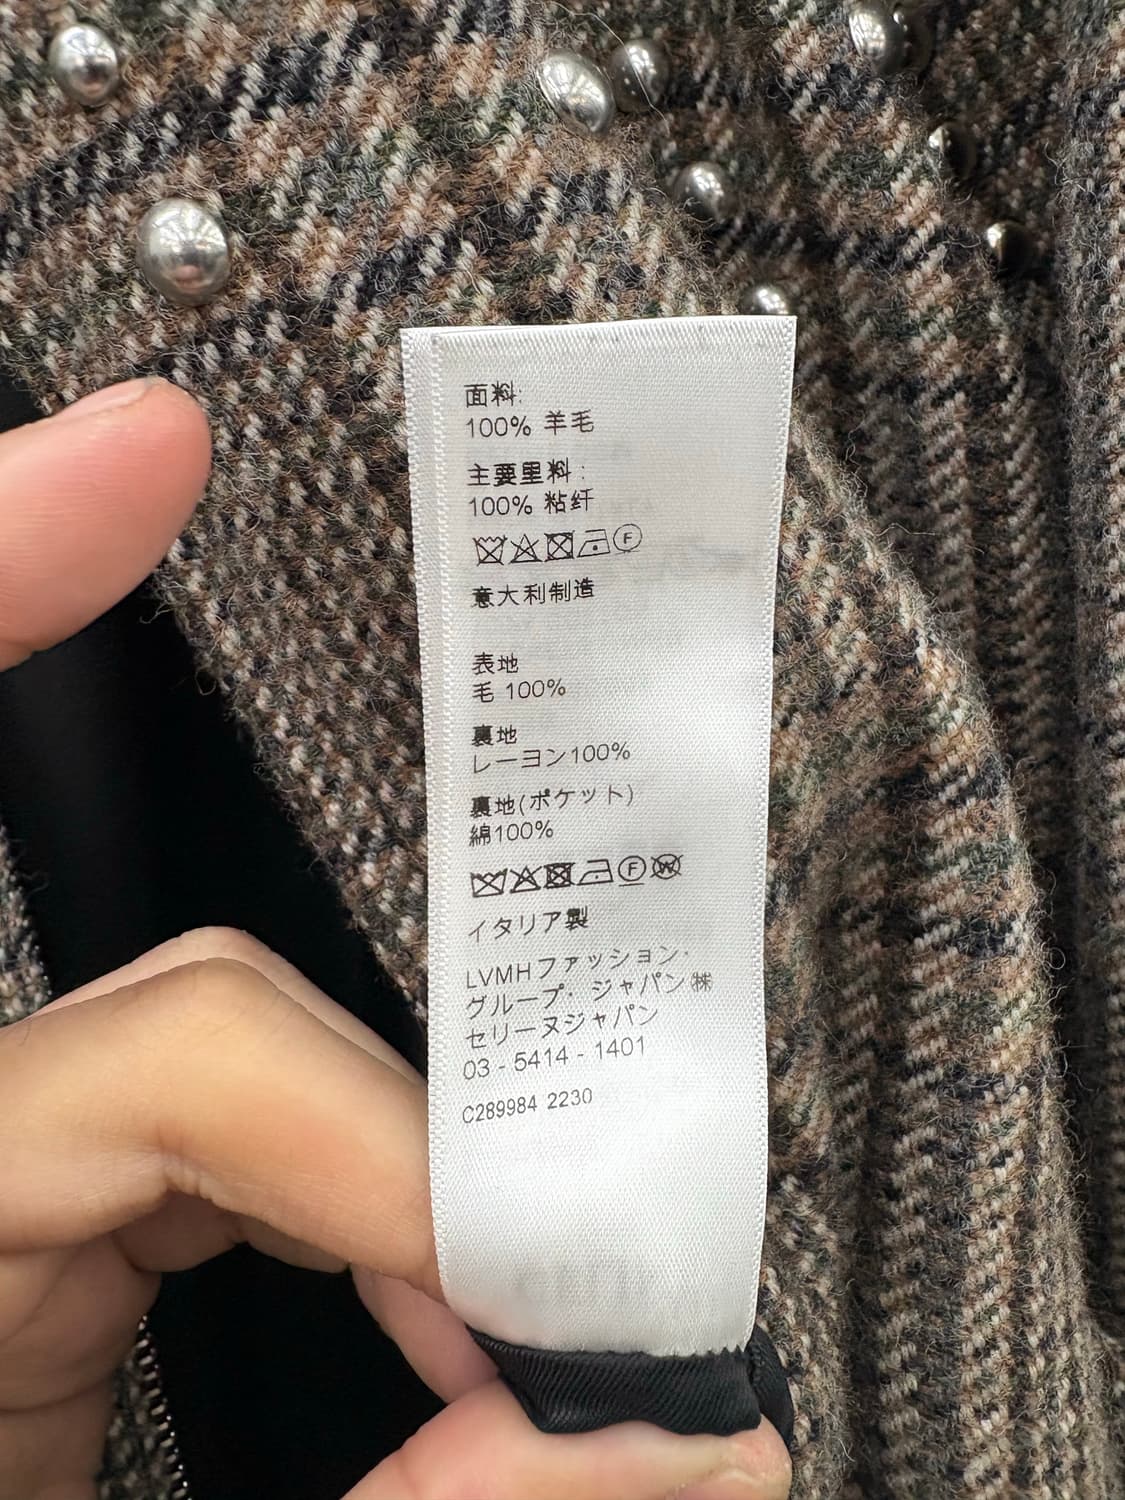 面料:
100% 羊毛
主要里料:
100% 粘纤
F
意大利制造
表地
毛 100%
裏地
レーヨン100%
裏地(ポケット)
綿100%
F W
イタリア製
LVMHファッション・
グループ・ジャパン㈱
セリーヌジャパン
03 - 5414 - 1401
C289984 2230